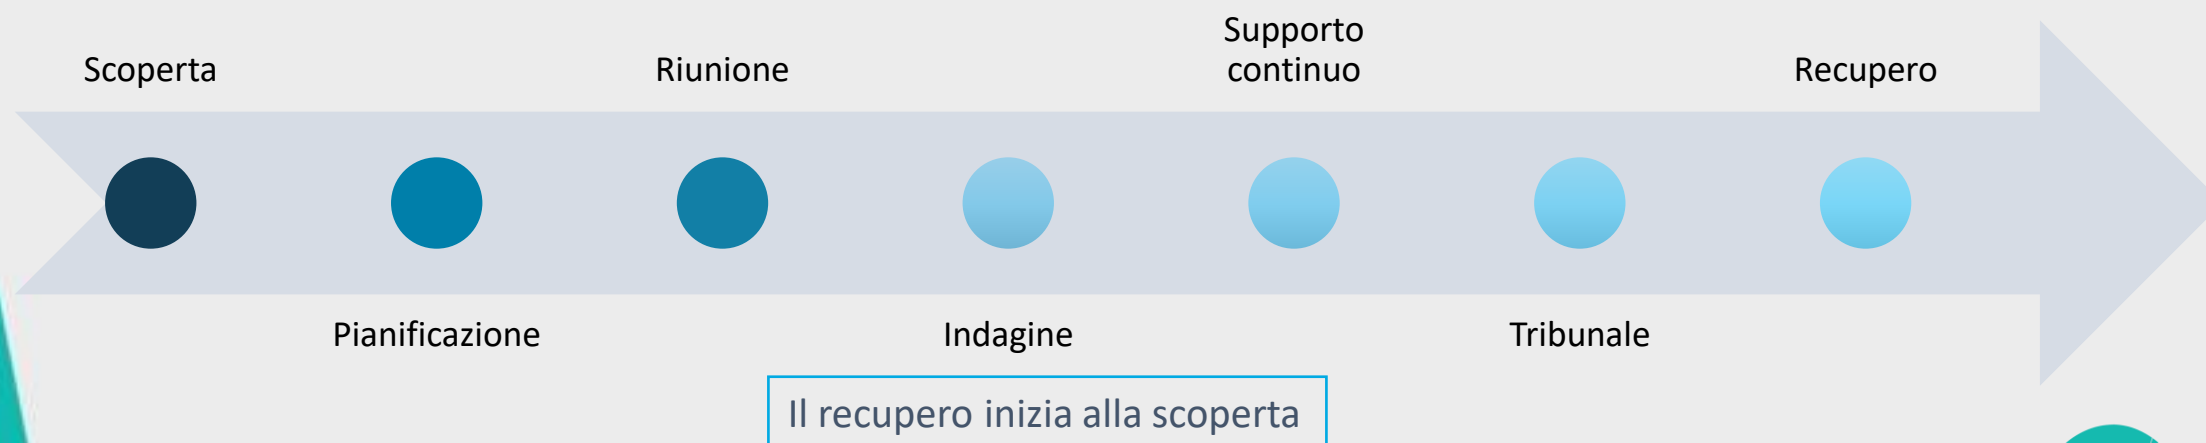 Scoperta
Pianificazione
Riunione
Indagine
Supporto
continuo
Tribunale
Recupero
Il recupero inizia alla scoperta